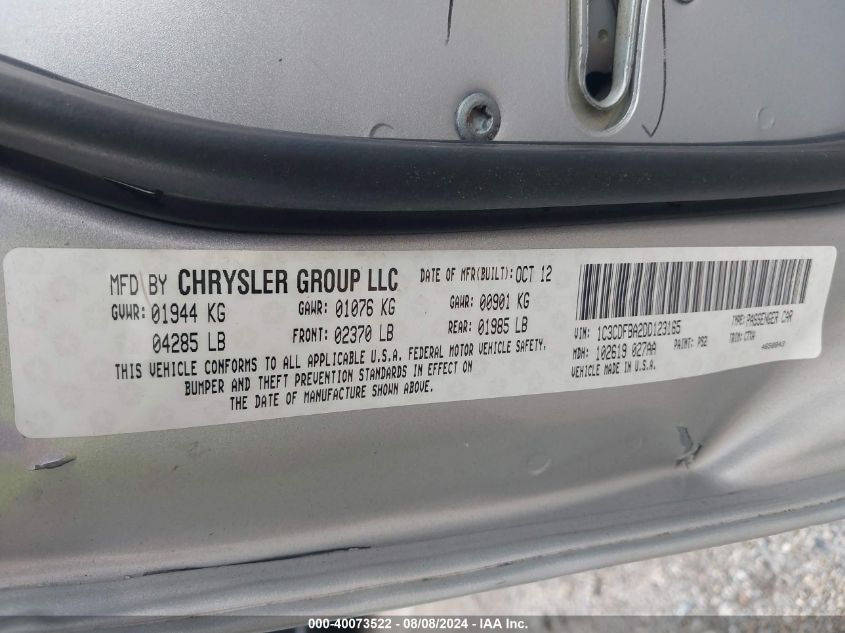 MFD BY CHRYSLER GROUP LLC DATE OF MFR(BUILT): OCT 12
GVWR: 01944 KG GAWR: 01076 KG GAWR: 00901 KG
04285 LB FRONT: 02370 LB REAR: 01985 LB
THIS VEHICLE CONFORMS TO ALL APPLICABLE U.S.A. FEDERAL MOTOR VEHICLE SAFETY,
BUMPER AND THEFT PREVENTION STANDARDS IN EFFECT ON
THE DATE OF MANUFACTURE SHOWN ABOVE.
VIN: 1C3CDFBA2DD123165 TYPE: PASSENGER CAR
MDH: 102619 027AA PAINT: PS2 TRIM:
VEHICLE MADE IN U.S.A.
000-40073522 - 08/08/2024 - IAA Inc.